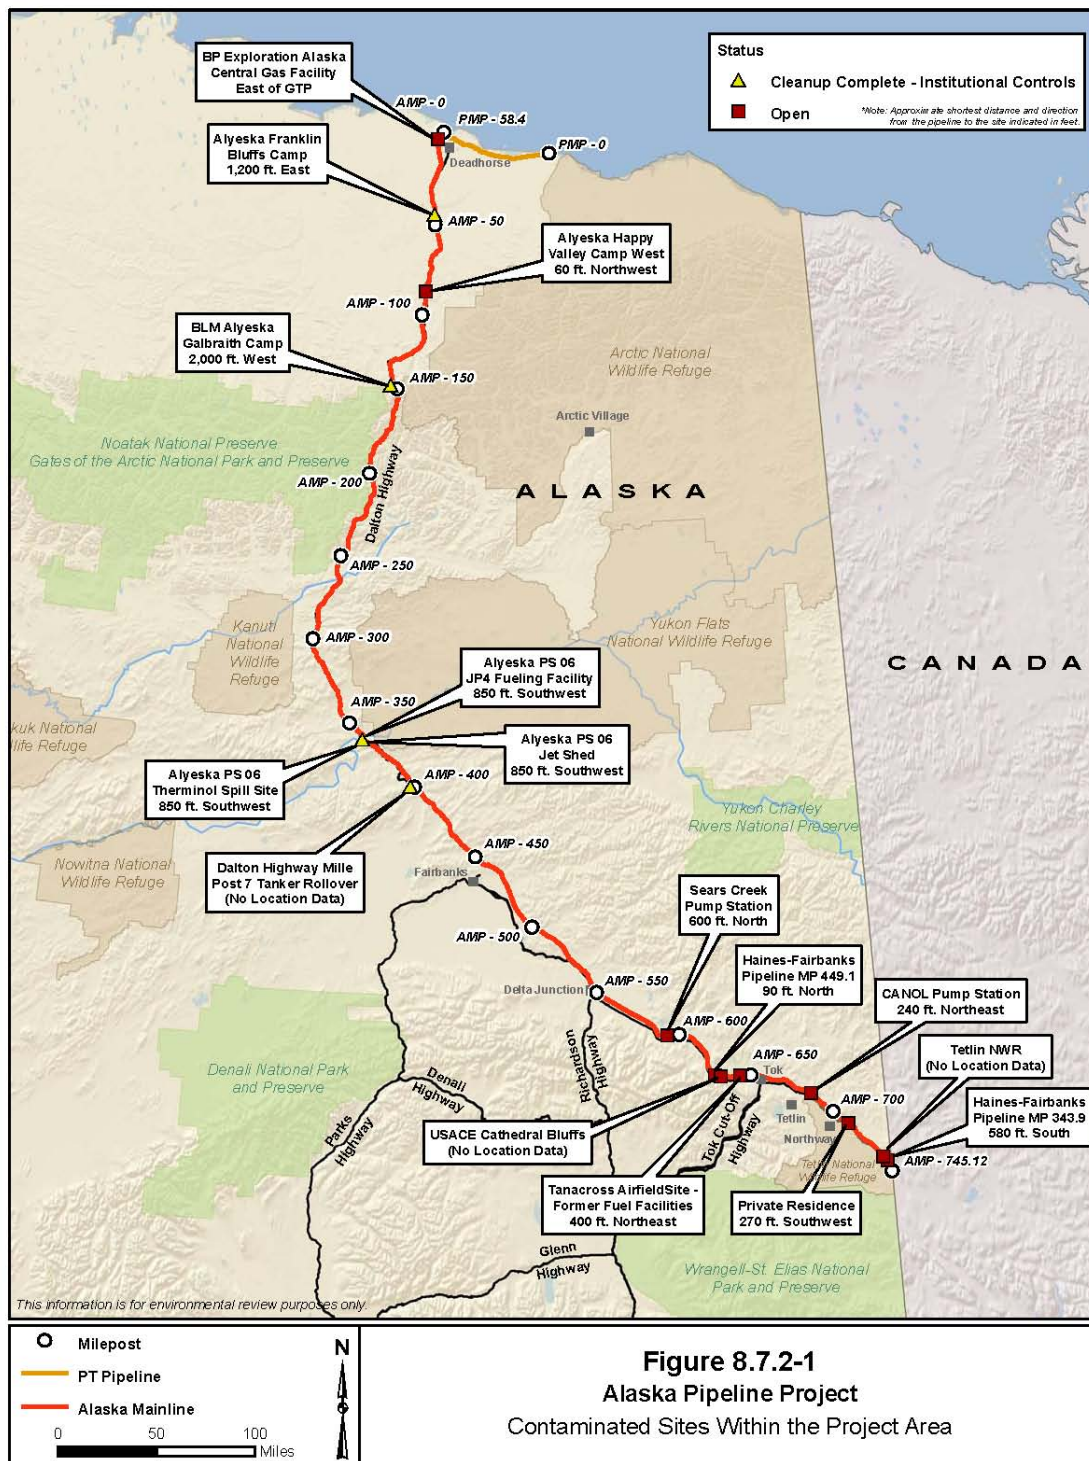 BP Exploration Alaska
Central Gas Facility
East of GTP
Status
Cleanup Complete - Institutional Controls
Open
*Note: Approximate shortest distance and direction
from the pipeline to the site indicated in feet.
AMP - 0
PMP - 58.4
PMP - 0
Deadhorse
Alyeska Franklin
Bluffs Camp
1,200 ft. East
AMP - 50
Alyeska Happy
Valley Camp West
60 ft. Northwest
AMP - 100
BLM Alyeska
Galbraith Camp
2,000 ft. West
AMP - 150
Arctic National
Wildlife Refuge
Arctic Village
Noatak National Preserve
Gates of the Arctic National Park and Preserve
AMP - 200
Dalton Highway
ALASKA
AMP - 250
Kanuti
National
Wildlife
Refuge
AMP - 300
Yukon Flats
National Wildlife Refuge
CANADA
Alyeska PS 06
JP4 Fueling Facility
850 ft. Southwest
AMP - 350
kuk National
life Refuge
Alyeska PS 06
Jet Shed
850 ft. Southwest
Alyeska PS 06
Therminol Spill Site
850 ft. Southwest
AMP - 400
Yukon Charley
Rivers National Preserve
Nowitna National
Wildlife Refuge
Dalton Highway Mille
Post 7 Tanker Rollover
(No Location Data)
AMP - 450
Fairbanks
Sears Creek
Pump Station
600 ft. North
AMP - 500
Haines-Fairbanks
Pipeline MP 449.1
90 ft. North
AMP - 550
Delta Junction
CANOL Pump Station
240 ft. Northeast
AMP - 600
Tetlin NWR
(No Location Data)
AMP - 650
Tok
Denali National Park
and Preserve
Denali
Highway
Richardson
Highway
Parks
Highway
Tetlin
AMP - 700
Northway
Haines-Fairbanks
Pipeline MP 343.9
580 ft. South
USACE Cathedral Bluffs
(No Location Data)
Tok Cut-Off
Highway
AMP - 745.12
Tetlin National
Wildlife Refuge
Tanacross AirfieldSite -
Former Fuel Facilities
400 ft. Northeast
Private Residence
270 ft. Southwest
Glenn
Highway
Wrangell-St. Elias National
Park and Preserve
This information is for environmental review purposes only.
Milepost
PT Pipeline
Alaska Mainline
0 50 100
Miles
N
Figure 8.7.2-1
Alaska Pipeline Project
Contaminated Sites Within the Project Area